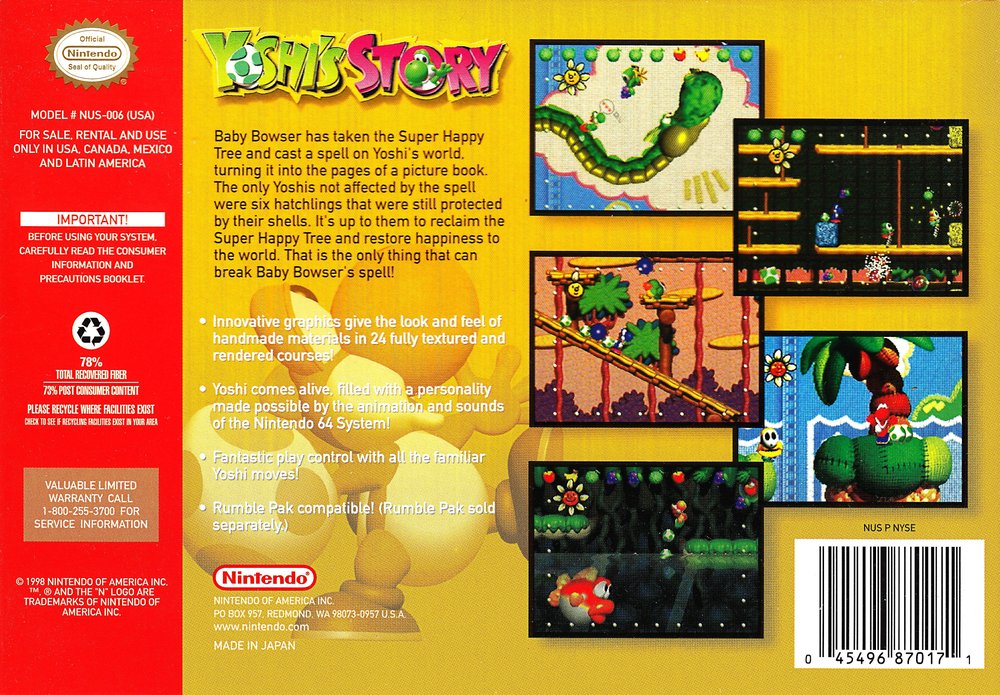 Official
Nintendo
Seal of Quality
MODEL # NUS-006 (USA)
FOR SALE, RENTAL AND USE
ONLY IN USA, CANADA, MEXICO
AND LATIN AMERICA
IMPORTANT!
BEFORE USING YOUR SYSTEM,
CAREFULLY READ THE CONSUMER
INFORMATION AND
PRECAUTIONS BOOKLET.
78%
TOTAL RECOVERED FIBER
73% POST CONSUMER CONTENT
PLEASE RECYCLE WHERE FACILITIES EXIST
CHECK TO SEE IF RECYCLING FACILITIES EXIST IN YOUR AREA
VALUABLE LIMITED
WARRANTY CALL
1-800-255-3700 FOR
SERVICE INFORMATION
© 1998 NINTENDO OF AMERICA INC.
™, ® AND THE "N" LOGO ARE
TRADEMARKS OF NINTENDO OF
AMERICA INC.
YOSHI'S STORY
Baby Bowser has taken the Super Happy
Tree and cast a spell on Yoshi's world,
turning it into the pages of a picture book.
The only Yoshis not affected by the spell
were six hatchlings that were still protected
by their shells. It's up to them to reclaim the
Super Happy Tree and restore happiness to
the world. That is the only thing that can
break Baby Bowser's spell!
• Innovative graphics give the look and feel of
handmade materials in 24 fully textured and
rendered courses!
• Yoshi comes alive, filled with a personality
made possible by the animation and sounds
of the Nintendo 64 System!
• Fantastic play control with all the familiar
Yoshi moves!
• Rumble Pak compatible! (Rumble Pak sold
separately.)
Nintendo®
NINTENDO OF AMERICA INC.
PO BOX 957, REDMOND, WA 98073-0957 U.S.A.
www.nintendo.com
MADE IN JAPAN
NUS P NYSE
0 45496 87017 1